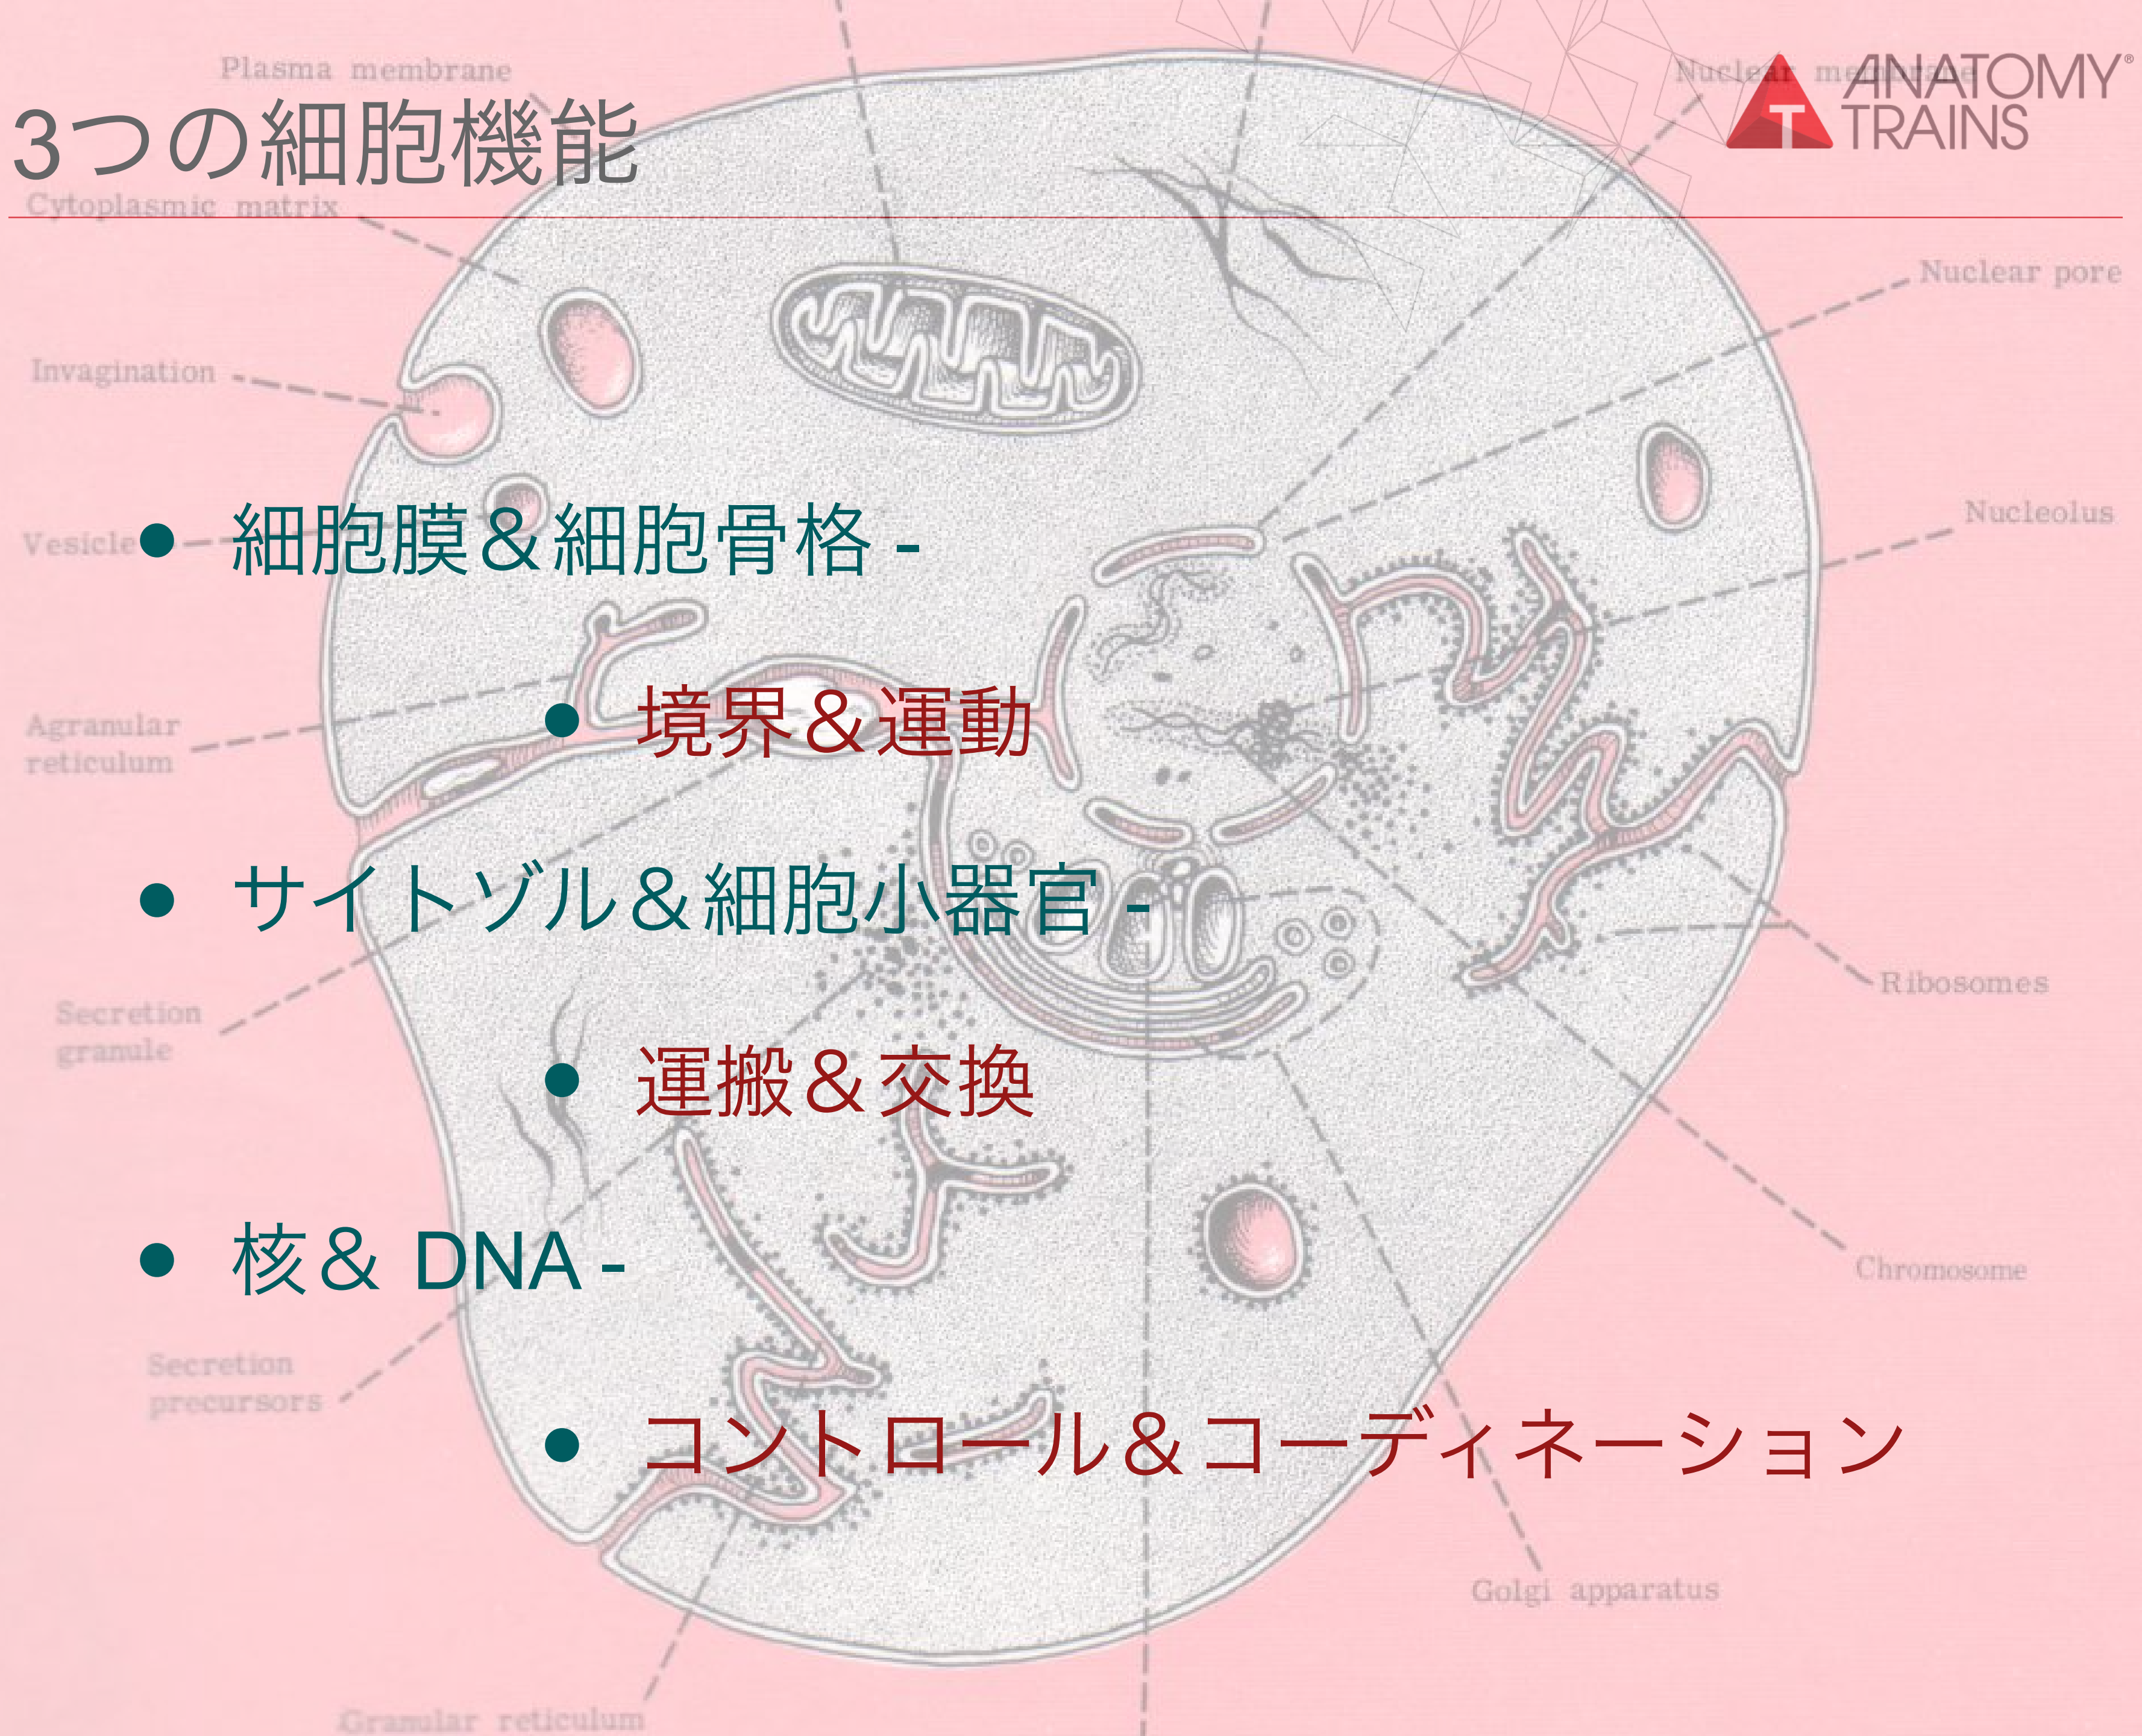 Plasma membrane
Nuclear membrane
ANATOMY®
TRAINS
T
3つの細胞機能
Cytoplasmic matrix
Nuclear pore
Invagination
Nucleolus
Vesicle
● 細胞膜＆細胞骨格 -
● 境界＆運動
Agranular
reticulum
● サイトゾル＆細胞小器官 -
Ribosomes
Secretion
granule
● 運搬＆交換
● 核＆ DNA -
Chromosome
Secretion
precursors
● コントロール＆コーディネーション
Golgi apparatus
Granular reticulum